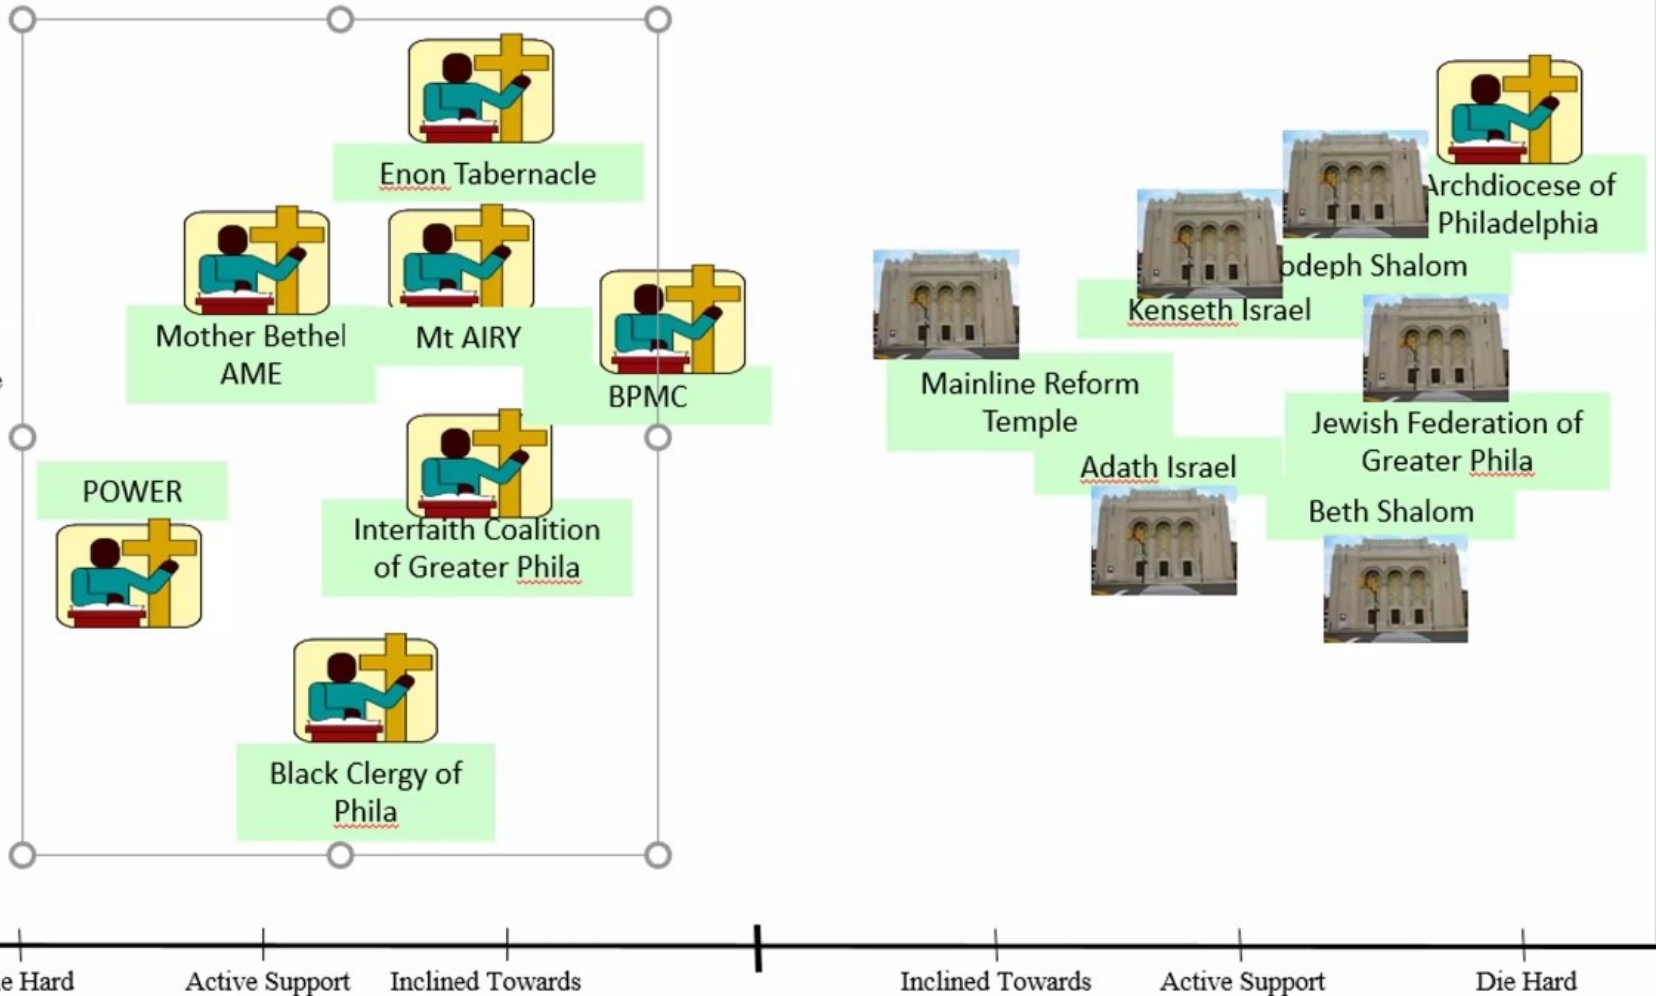 Enon Tabernacle
Mother Bethel
AME
Mt AIRY
BPMC
POWER
Interfaith Coalition
of Greater Phila
Black Clergy of
Phila
Archdiocese of
Philadelphia
odeph Shalom
Kenseth Israel
Mainline Reform
Temple
Jewish Federation of
Greater Phila
Adath Israel
Beth Shalom
e Hard
Active Support
Inclined Towards
Inclined Towards
Active Support
Die Hard